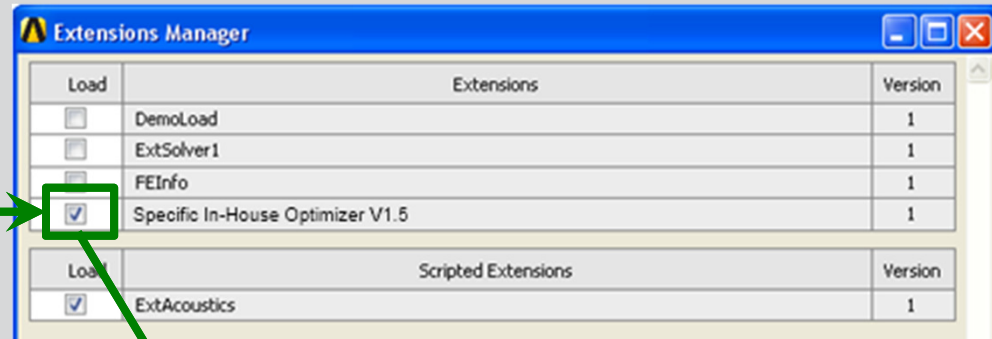 Extensions Manager
Load Extensions Version
DemoLoad 1
ExtSolver1 1
FEInfo 1
Specific In-House Optimizer V1.5 1
Load Scripted Extensions Version
ExtAcoustics 1